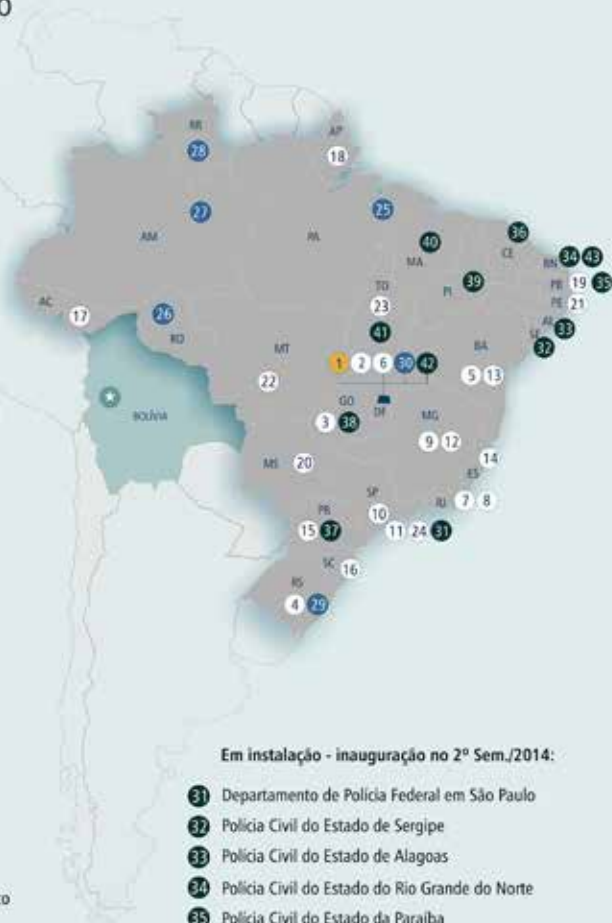 RR
28
AP
18
27
25
AM
PA
40
MA
36
CE
RN
34
43
39
PI
PB
19
35
PE
21
TO
23
AC
17
26
RO
41
AL
33
SE
32
MT
22
1
2
6
30
42
BA
5
13
BOLÍVIA
GO
DF
3
38
MG
9
12
MS
20
14
ES
SP
10
RJ
7
8
PR
15
37
11
24
31
SC
16
RS
4
29
Em instalação - inauguração no 2º Sem./2014:
31 Departamento de Polícia Federal em São Paulo
32 Polícia Civil do Estado de Sergipe
33 Polícia Civil do Estado de Alagoas
34 Polícia Civil do Estado do Rio Grande do Norte
35 Polícia Civil do Estado da Paraíba